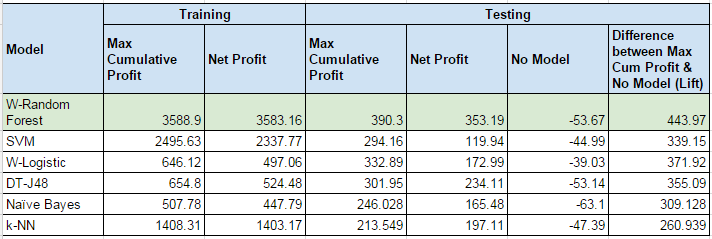 Training Testing
Model Max Cumulative Profit Net Profit Max Cumulative Profit Net Profit No Model Difference between Max Cum Profit & No Model (Lift)
W-Random Forest 3588.9 3583.16 390.3 353.19 -53.67 443.97
SVM 2495.63 2337.77 294.16 119.94 -44.99 339.15
W-Logistic 646.12 497.06 332.89 172.99 -39.03 371.92
DT-J48 654.8 524.48 301.95 234.11 -53.14 355.09
Naïve Bayes 507.78 447.79 246.028 165.48 -63.1 309.128
k-NN 1408.31 1403.17 213.549 197.11 -47.39 260.939